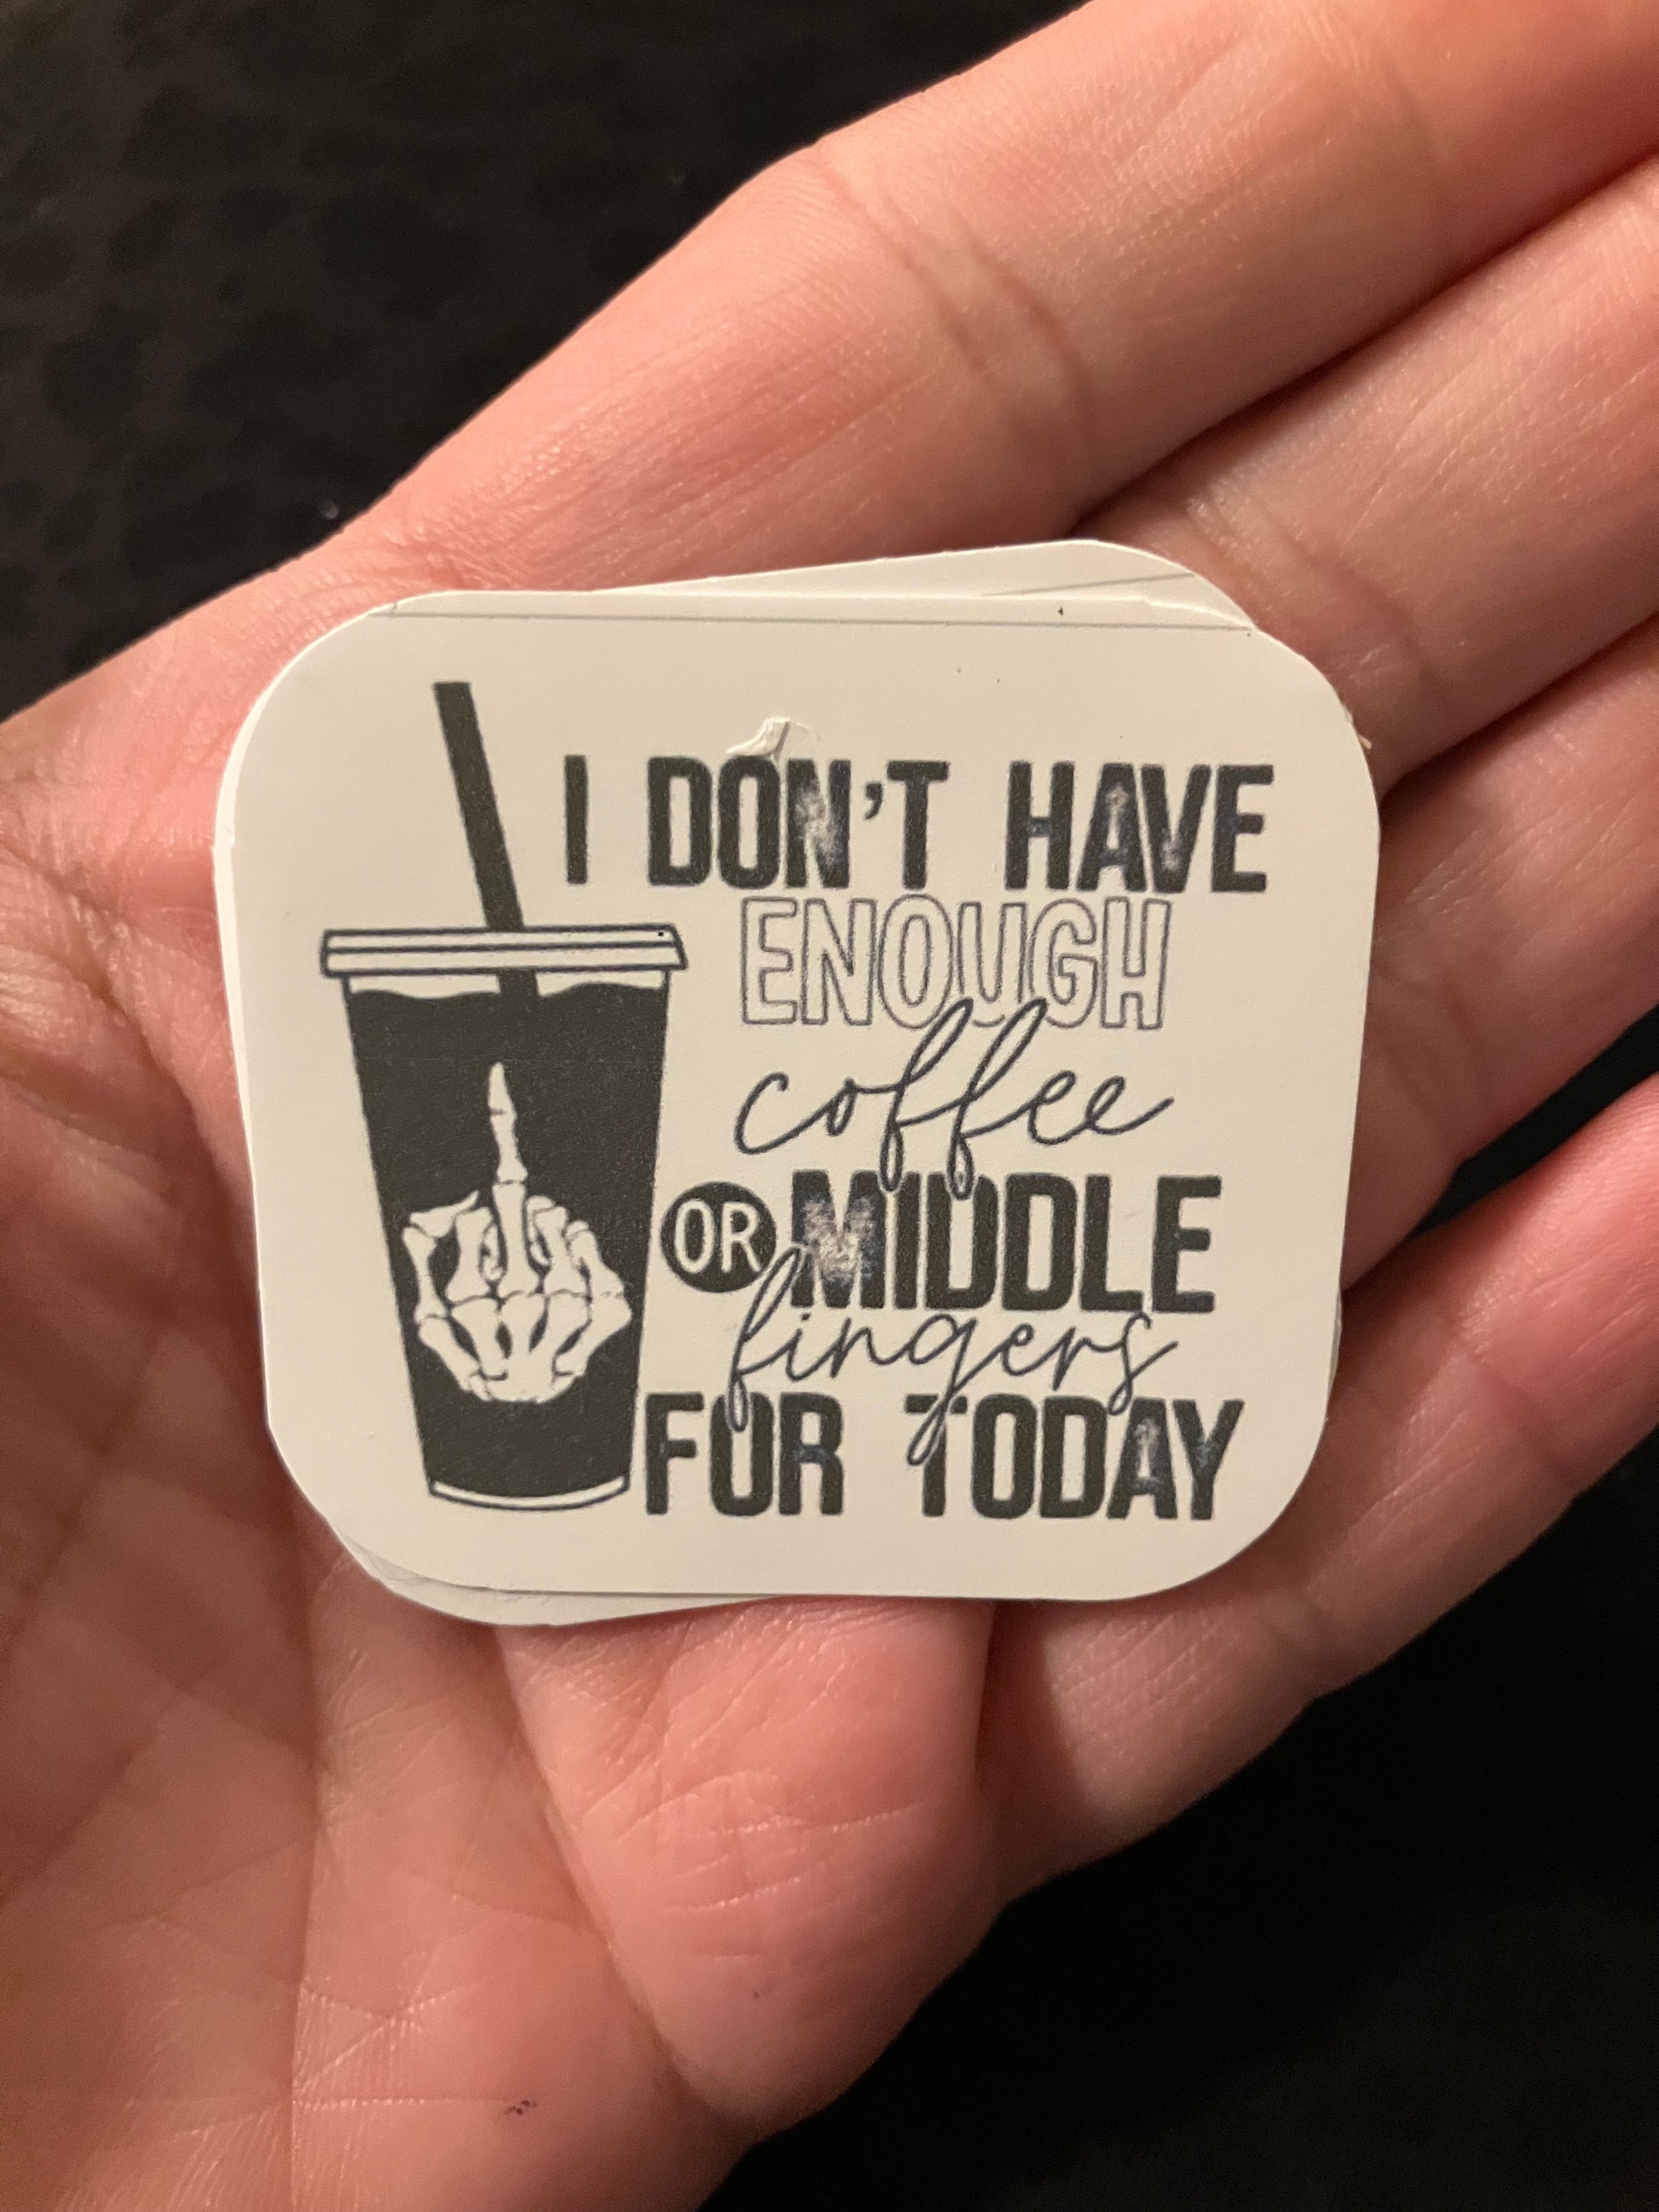 I DON'T HAVE
ENOUGH
coffee
OR MIDDLE
fingers
FOR TODAY